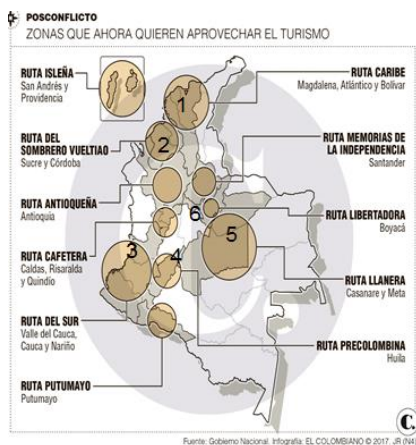 POSCONFLICTO
ZONAS QUE AHORA QUIEREN APROVECHAR EL TURISMO
RUTA ISLEÑA
San Andrés y
Providencia
RUTA CARIBE
Magdalena, Atlántico y Bolívar
1
RUTA DEL
SOMBRERO VUELTIAO
Sucre y Córdoba
2
RUTA MEMORIAS DE
LA INDEPENDENCIA
Santander
RUTA ANTIOQUEÑA
Antioquia
6
RUTA LIBERTADORA
Boyacá
RUTA CAFETERA
Caldas, Risaralda
y Quindío
3
4
5
RUTA LLANERA
Casanare y Meta
RUTA DEL SUR
Valle del Cauca,
Cauca y Nariño
RUTA PRECOLOMBINA
Huila
RUTA PUTUMAYO
Putumayo
C
Fuente: Gobierno Nacional. Infografía: EL COLOMBIANO © 2017. JR (N4)